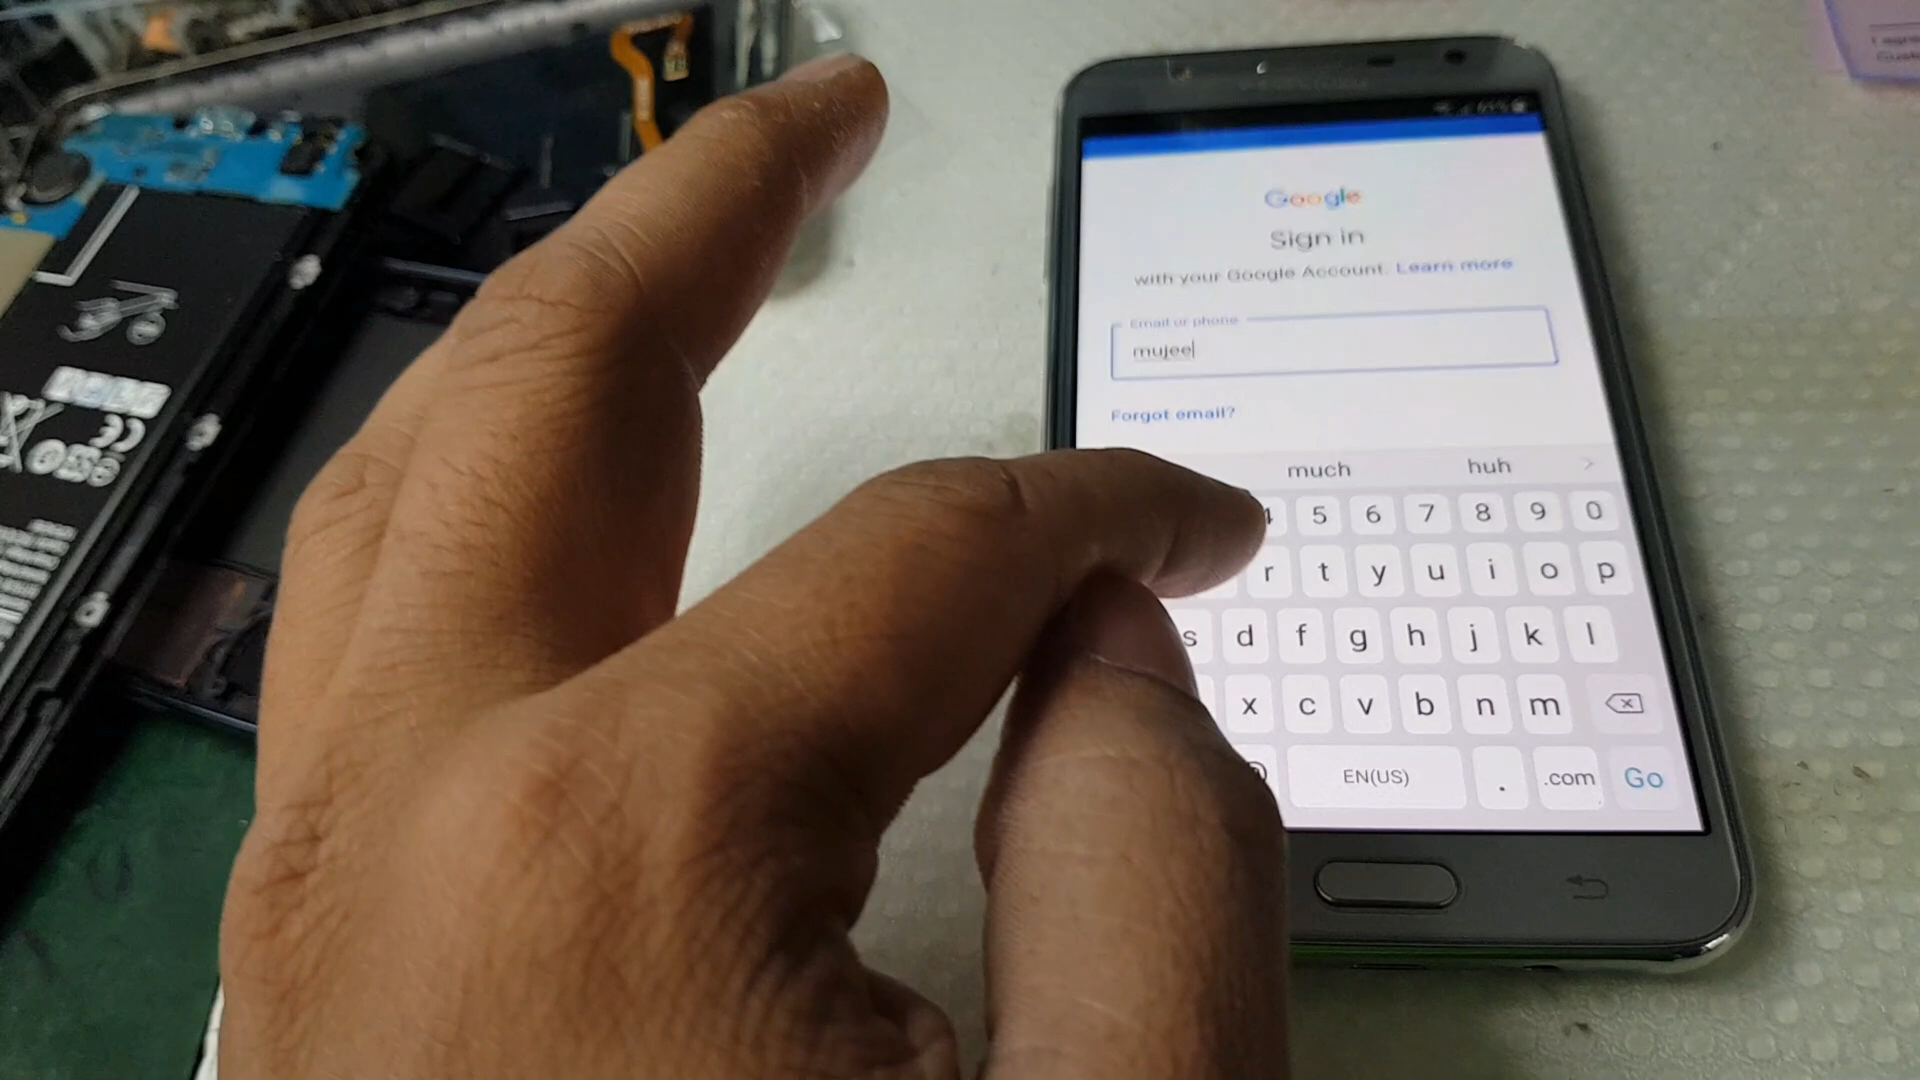 Google
Sign in
with your Google Account. Learn more
Email or phone
mujee
Forgot email?
much huh
4 5 6 7 8 9 0
r t y u i o p
s d f g h j k l
x c v b n m
EN(US) . .com Go